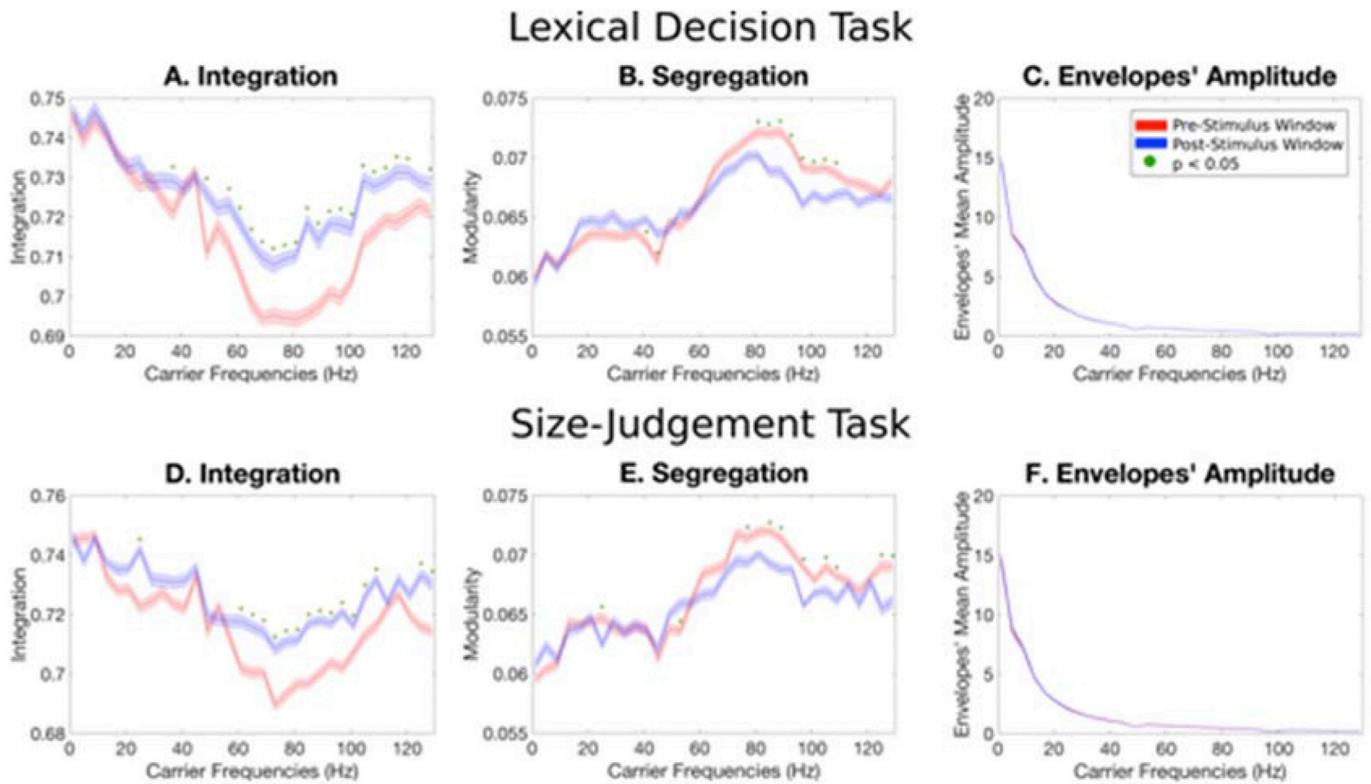 Lexical Decision Task
A. Integration
B. Segregation
C. Envelopes' Amplitude
0.75
0.74
0.73
0.72
0.71
0.7
0.69
Integration
0 20 40 60 80 100 120
Carrier Frequencies (Hz)
0.075
0.07
0.065
0.06
0.055
Modularity
0 20 40 60 80 100 120
Carrier Frequencies (Hz)
20
15
10
5
0
Envelopes' Mean Amplitude
Pre-Stimulus Window
Post-Stimulus Window
p < 0.05
0 20 40 60 80 100 120
Carrier Frequencies (Hz)
Size-Judgement Task
D. Integration
E. Segregation
F. Envelopes' Amplitude
0.76
0.74
0.72
0.7
0.68
Integration
0 20 40 60 80 100 120
Carrier Frequencies (Hz)
0.075
0.07
0.065
0.06
0.055
Modularity
0 20 40 60 80 100 120
Carrier Frequencies (Hz)
20
15
10
5
0
Envelopes' Mean Amplitude
0 20 40 60 80 100 120
Carrier Frequencies (Hz)